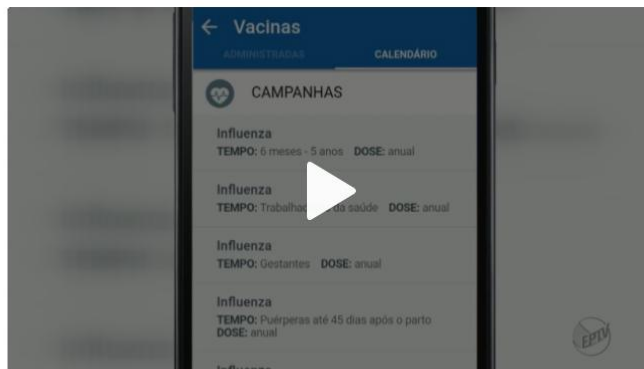 Vacinas
ADMINISTRADAS CALENDÁRIO
CAMPANHAS
Influenza
TEMPO: 6 meses - 5 anos DOSE: anual
Influenza
TEMPO: da saúde DOSE: anual
Influenza
TEMPO: Gestantes DOSE: anual
Influenza
TEMPO: Puérperas até 45 dias após o parto
DOSE: anual
Influenza
EPTV